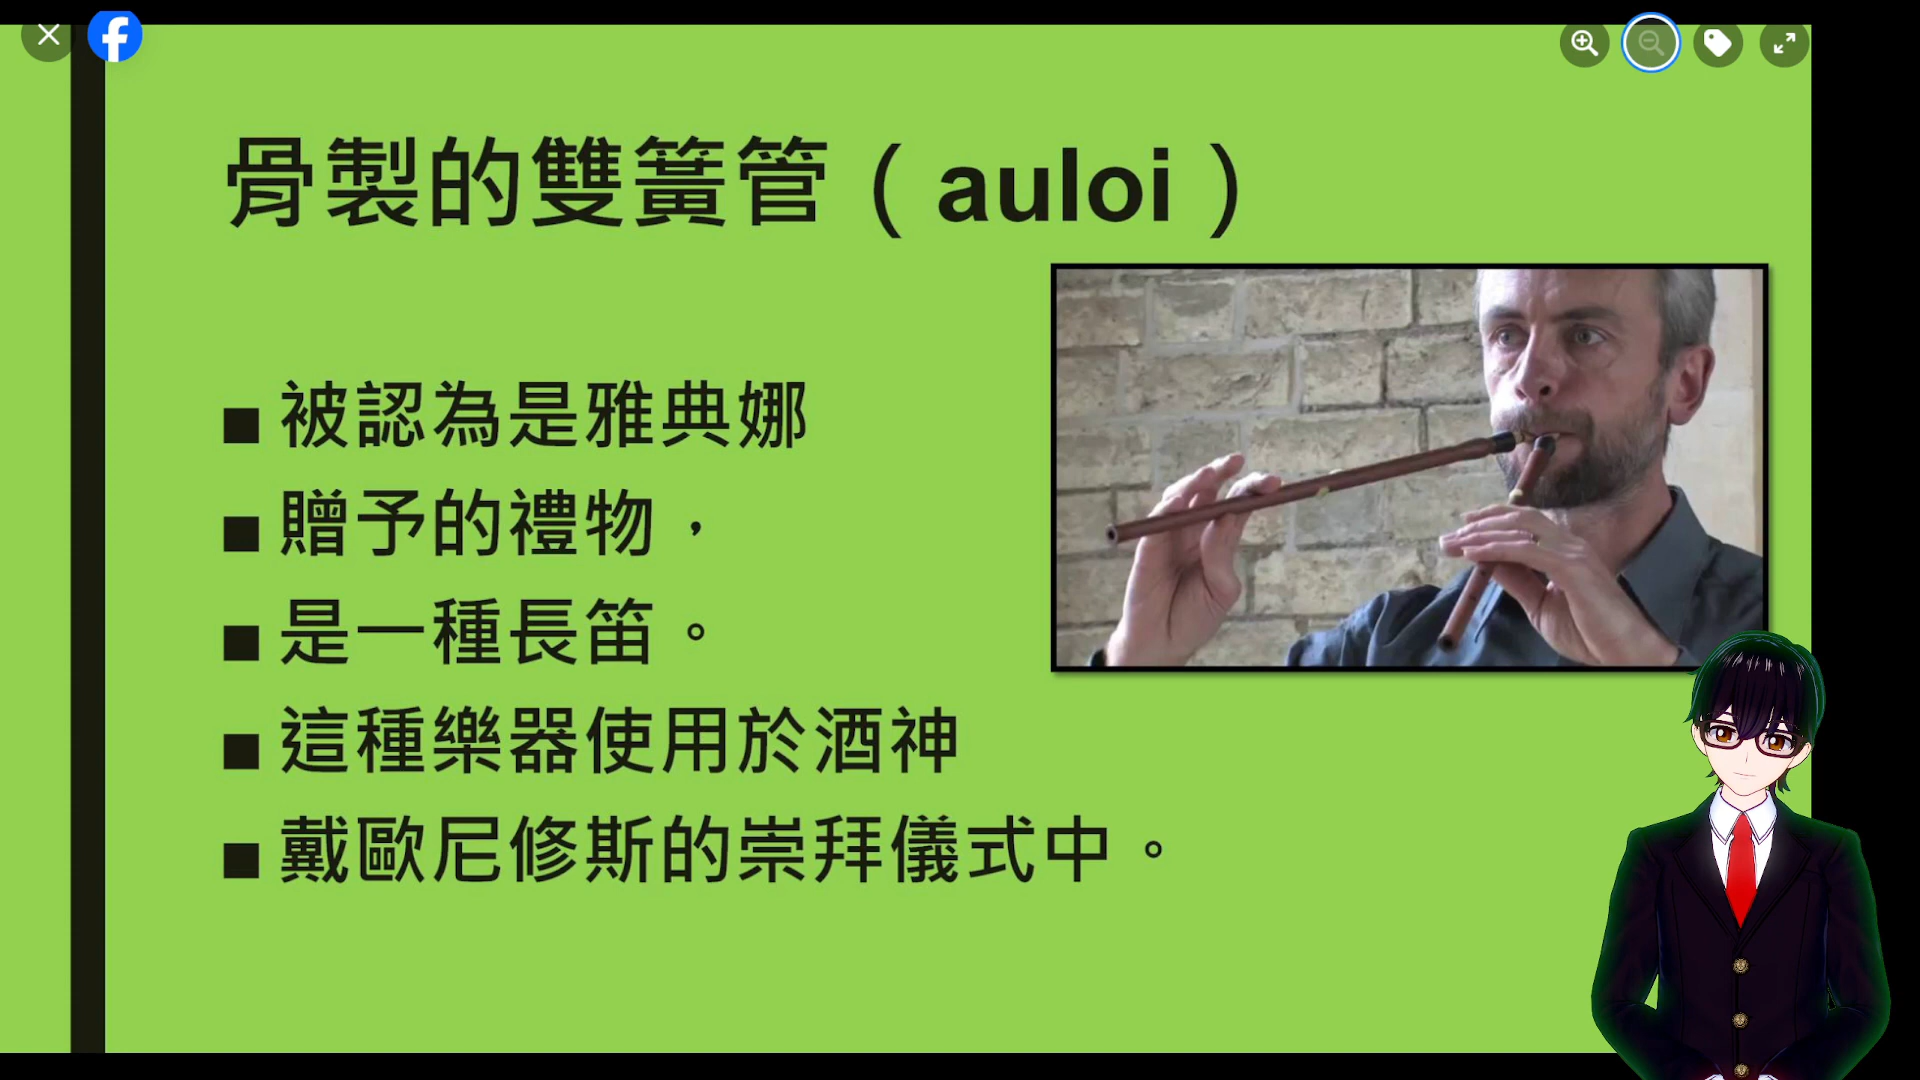 骨製的雙簧管（auloi）
■ 被認為是雅典娜
■ 贈予的禮物，
■ 是一種長笛。
■ 這種樂器使用於酒神
■ 戴歐尼修斯的崇拜儀式中。